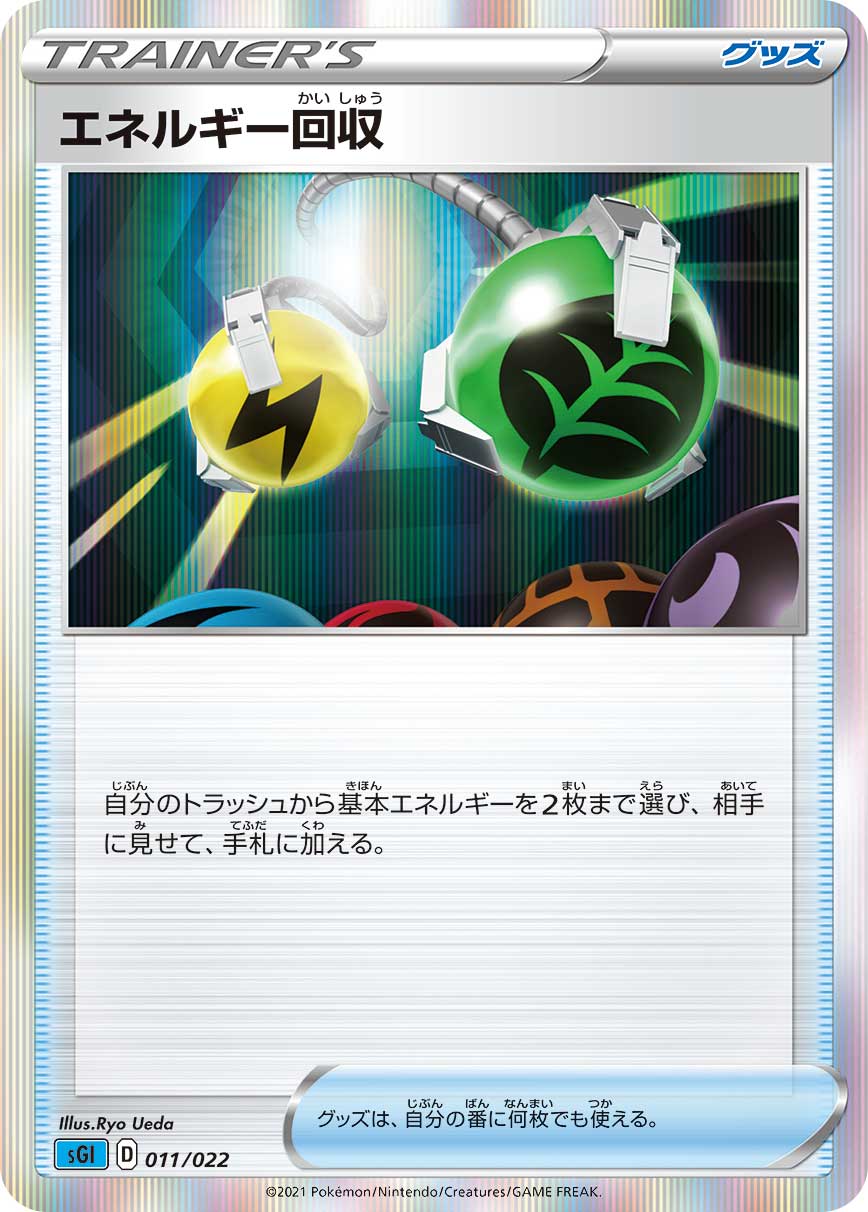 TRAINER'S
グッズ
かいしゅう
エネルギー回収
じぶん きほん まい えら あいて
自分のトラッシュから基本エネルギーを2枚まで選び、相手
み てふだ くわ
に見せて、手札に加える。
じぶん ばん なんまい つか
グッズは、自分の番に何枚でも使える。
Illus.Ryo Ueda
sGI D 011/022
©2021 Pokémon/Nintendo/Creatures/GAME FREAK.